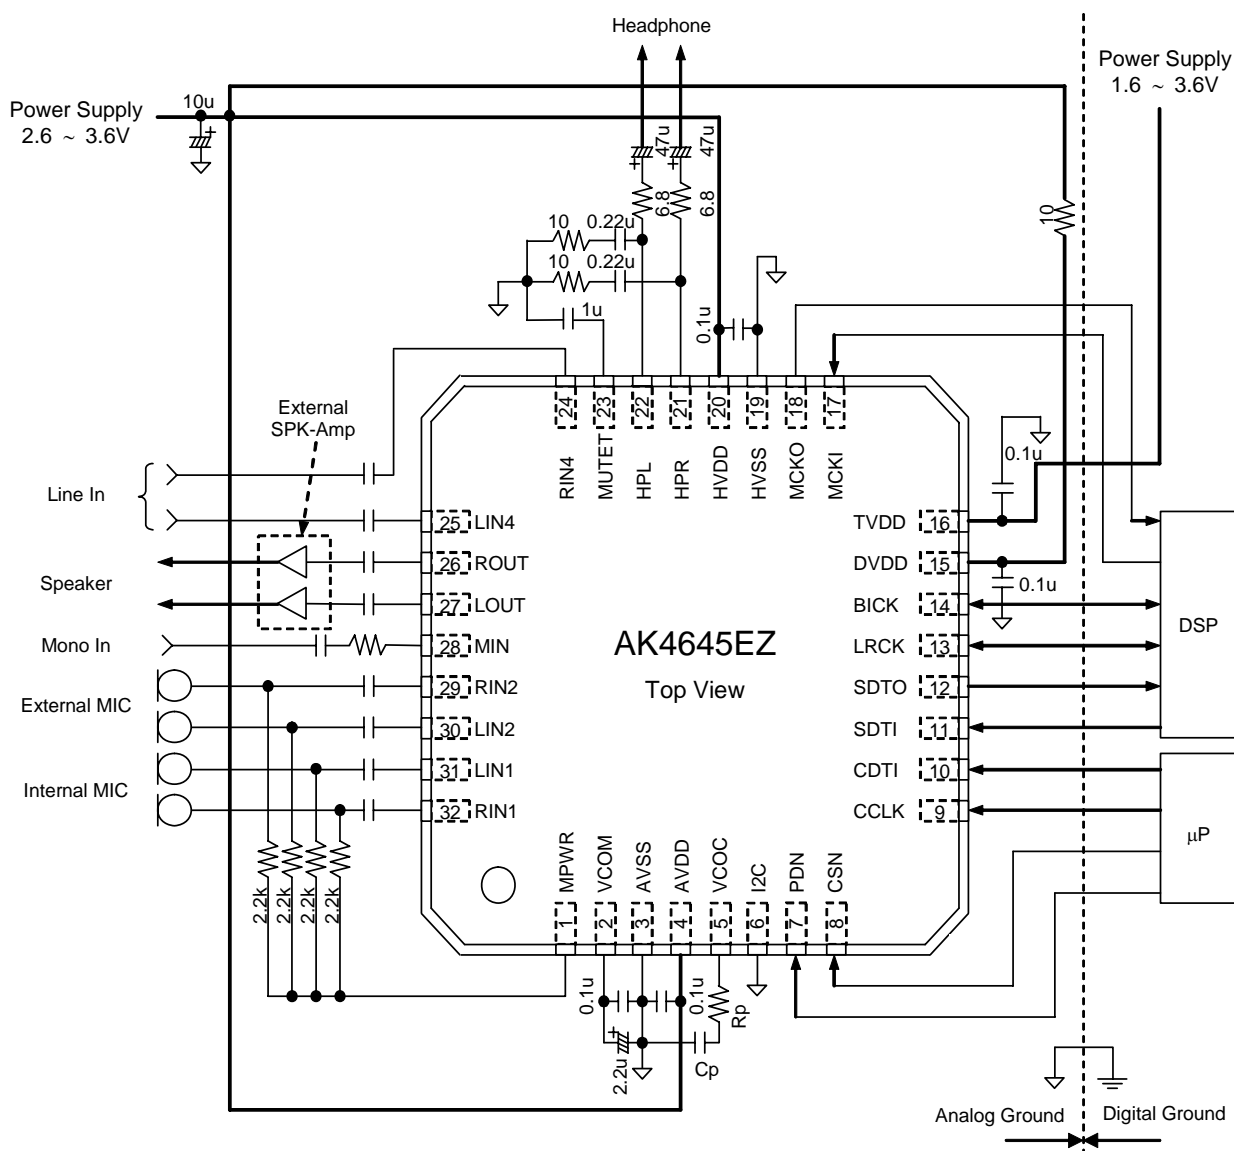 Headphone
Power Supply
1.6 ~ 3.6V
10u
Power Supply
2.6 ~ 3.6V
47u
47u
6.8
6.8
10
10
0.22u
10
0.22u
1u
0.1u
External
SPK-Amp
24
23
22
21
20
19
18
17
RIN4
MUTET
HPL
HPR
HVDD
HVSS
MCKO
MCKI
0.1u
Line In
25 LIN4
TVDD 16
26 ROUT
DVDD 15
0.1u
Speaker
27 LOUT
BICK 14
DSP
Mono In
28 MIN
AK4645EZ
LRCK 13
29 RIN2
Top View
SDTO 12
External MIC
30 LIN2
SDTI 11
31 LIN1
CDTI 10
Internal MIC
32 RIN1
CCLK 9
µP
2.2k
2.2k
2.2k
2.2k
MPWR
VCOM
AVSS
AVDD
VCOC
I2C
PDN
CSN
1
2
3
4
5
6
7
8
0.1u
0.1u
Rp
2.2u
Cp
Analog Ground
Digital Ground